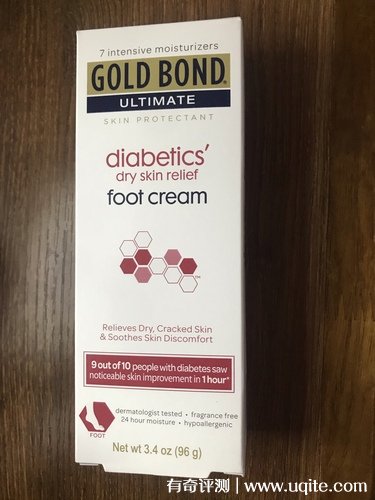 7 intensive moisturizers
GOLD BOND®
ULTIMATE
SKIN PROTECTANT
diabetics'
dry skin relief
foot cream
™
Relieves Dry, Cracked Skin
& Soothes Skin Discomfort
9 out of 10 people with diabetes saw
noticeable skin improvement in 1 hour*
dermatologist tested • fragrance free
24 hour moisture • hypoallergenic
FOOT
Net wt 3.4 oz (96 g)
有奇评测 | www.uqite.com